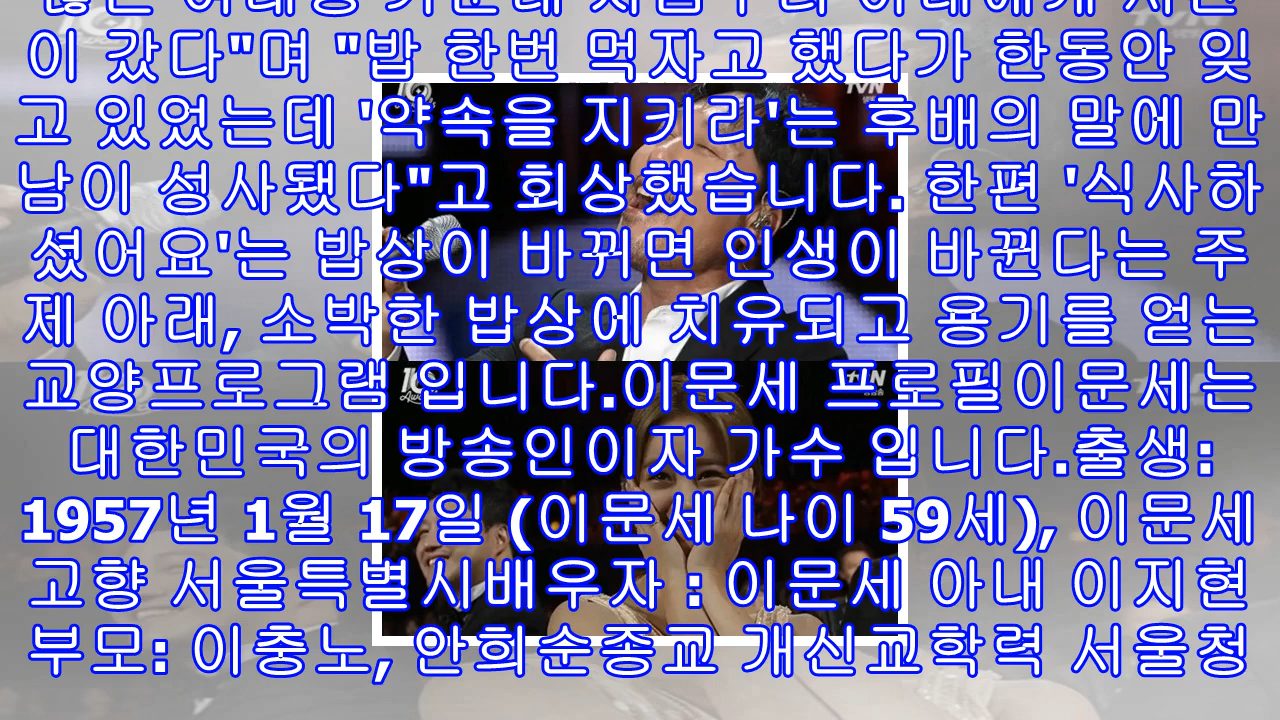 이 갔다"며 "밥 한번 먹자고 했다가 한동안 잊
고 있었는데 '약속을 지키라'는 후배의 말에 만
남이 성사됐다"고 회상했습니다. 한편 '식사하
셨어요'는 밥상이 바뀌면 인생이 바뀐다는 주
제 아래, 소박한 밥상에 치유되고 용기를 얻는
교양프로그램 입니다.이문세 프로필이문세는
대한민국의 방송인이자 가수 입니다.출생:
1957년 1월 17일 (이문세 나이 59세), 이문세
고향 서울특별시배우자 : 이문세 아내 이지현
부모: 이충노, 안희순종교 개신교학력 서울청
tvN
tvN